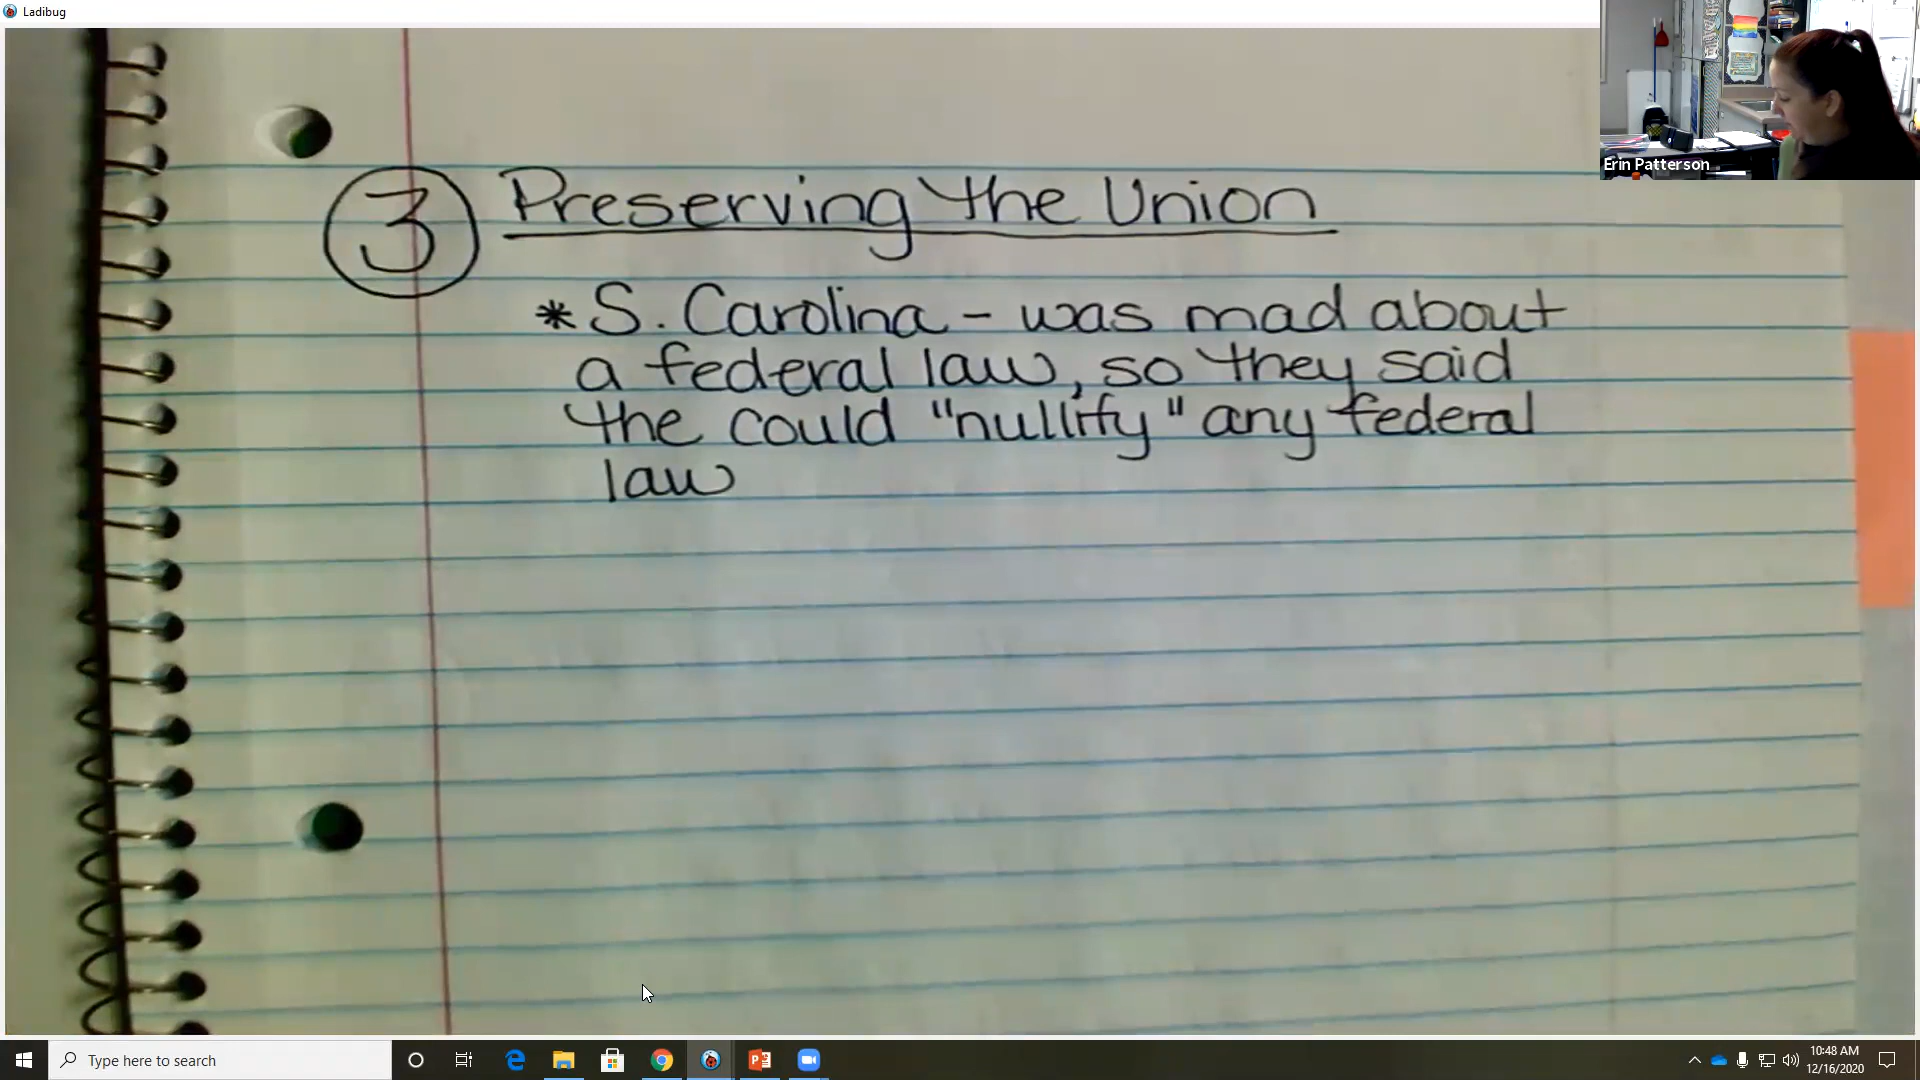 Ladibug
Erin Patterson
3 Preserving the Union
* S. Carolina - was mad about
a federal law, so they said
the could "nullify" any federal
law
Type here to search
10:48 AM
12/16/2020